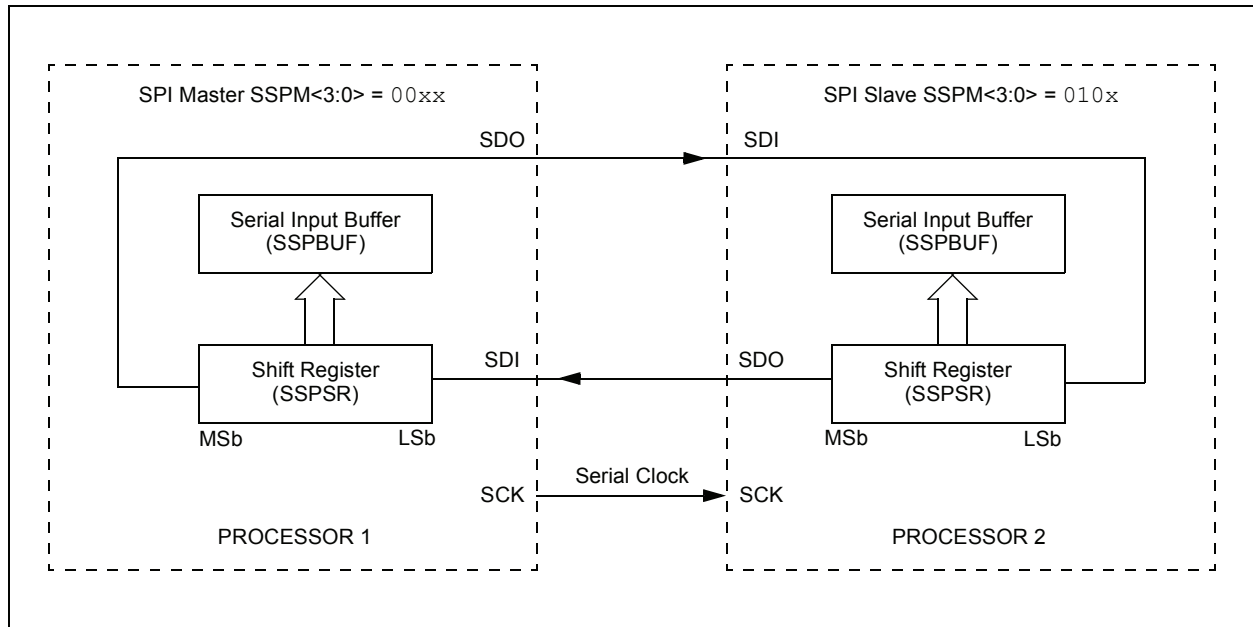 SPI Master SSPM<3:0> = 00xx
SDO
Serial Input Buffer
(SSPBUF)
Shift Register
(SSPSR)
MSb
LSb
SDI
SCK
PROCESSOR 1
Serial Clock
SPI Slave SSPM<3:0> = 010x
SDI
Serial Input Buffer
(SSPBUF)
SDO
Shift Register
(SSPSR)
MSb
LSb
SCK
PROCESSOR 2